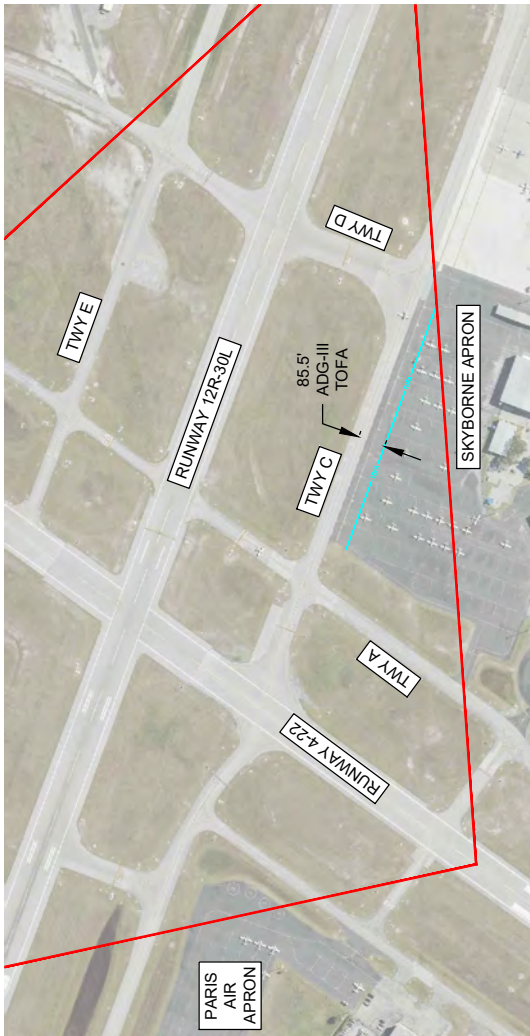 TWY D
TWY E
RUNWAY 12R-30L
85.5'
ADG-III
TOFA
SKYBORNE APRON
TWY C
TWY A
RUNWAY 4-22
PARIS
AIR
APRON